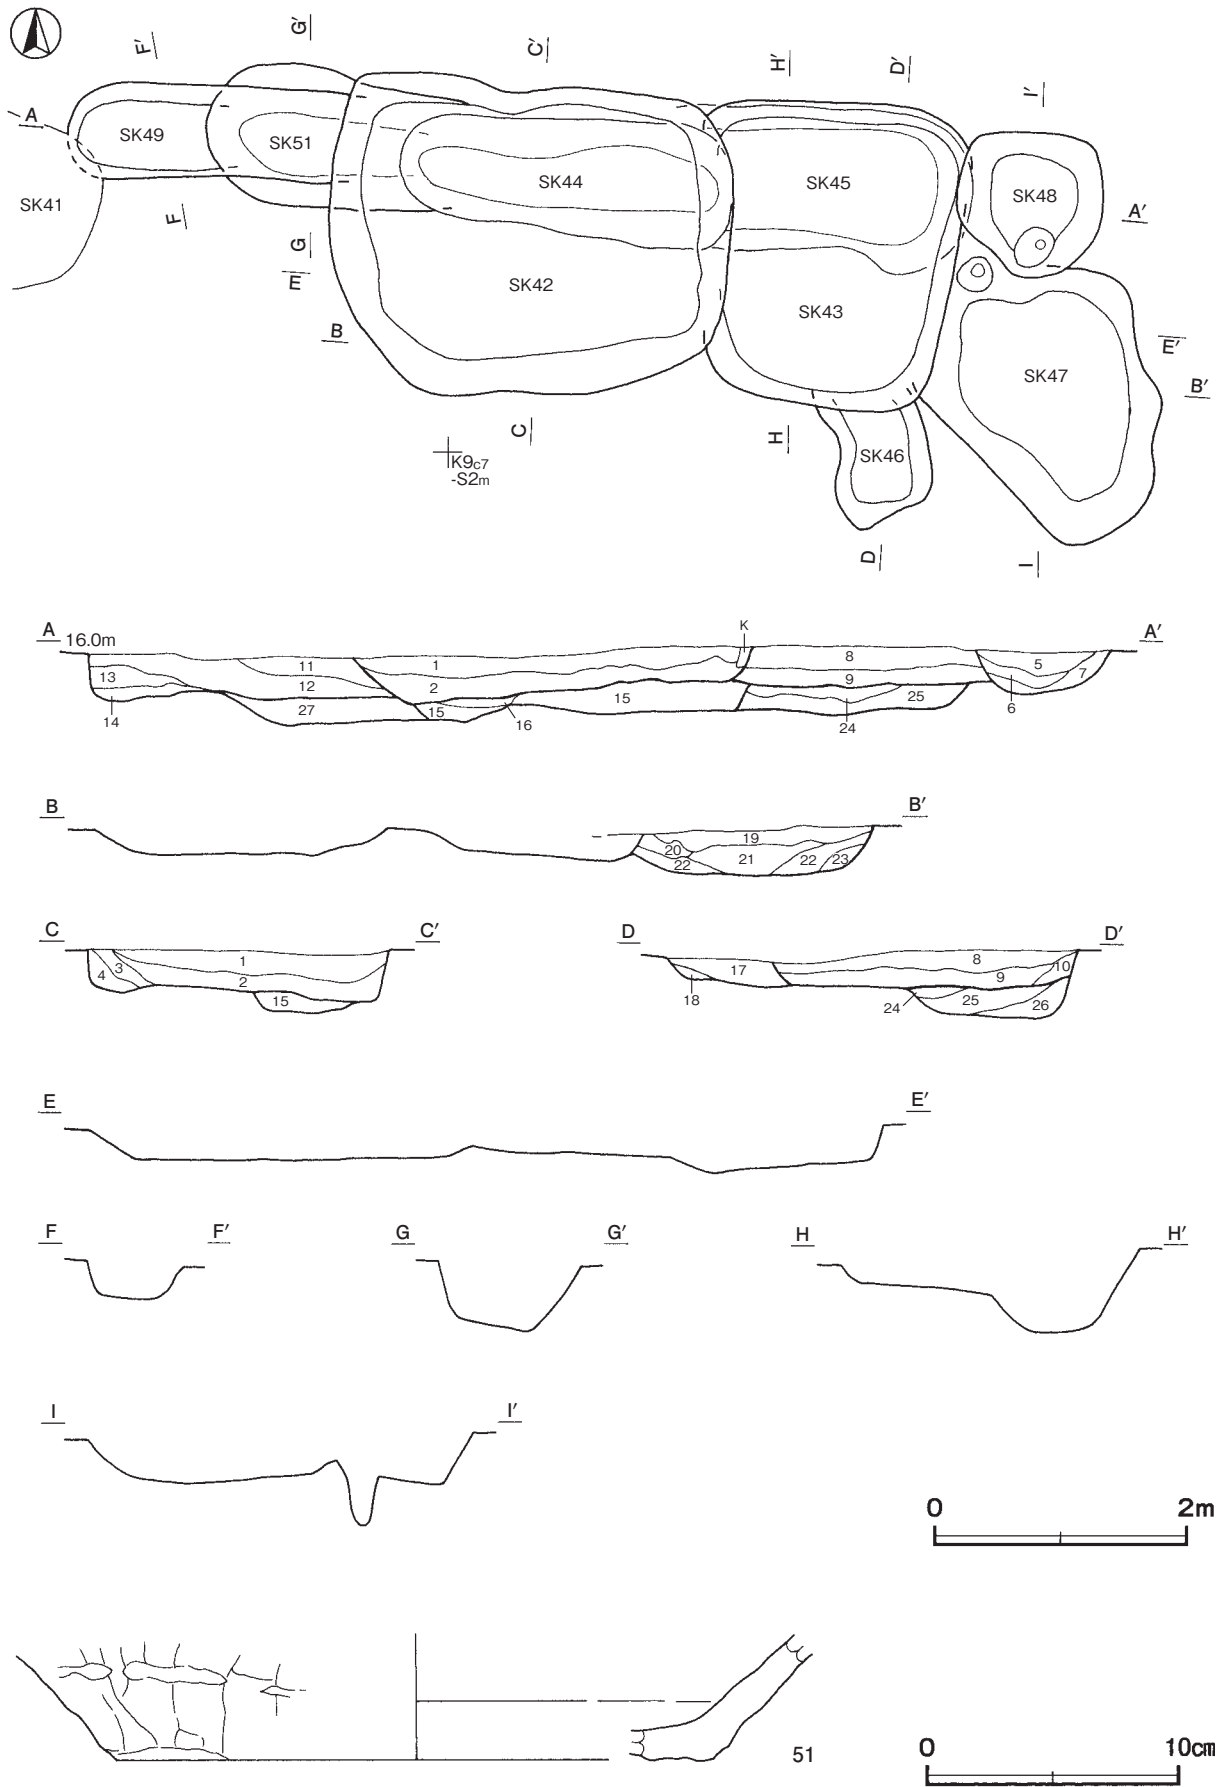 G′
F′ C′ H′ D′ I′
A SK49 SK51 SK44 SK45 SK48 A′
SK41 F G E SK42 SK43 E′
B SK47 B′
C H SK46
K9c7
-S2m
D I
A 16.0m K A′
11 1 8 5
13 12 2 9 7
14 27 15 16 15 24 25 6
B B′
19
20 21 22 23
22
C C′ D D′
1 8
4 3 2 17 9 10
15 18 24 25 26
E E′
F F′ G G′ H H′
I I′
0 2m
51
0 10cm